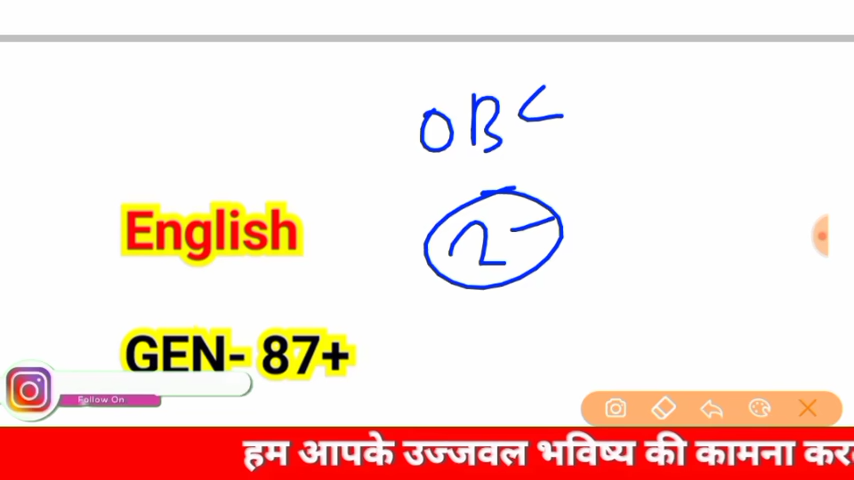 OBC
2-
English
GEN- 87+
Follow On
हम आपके उज्जवल भविष्य की कामना कर